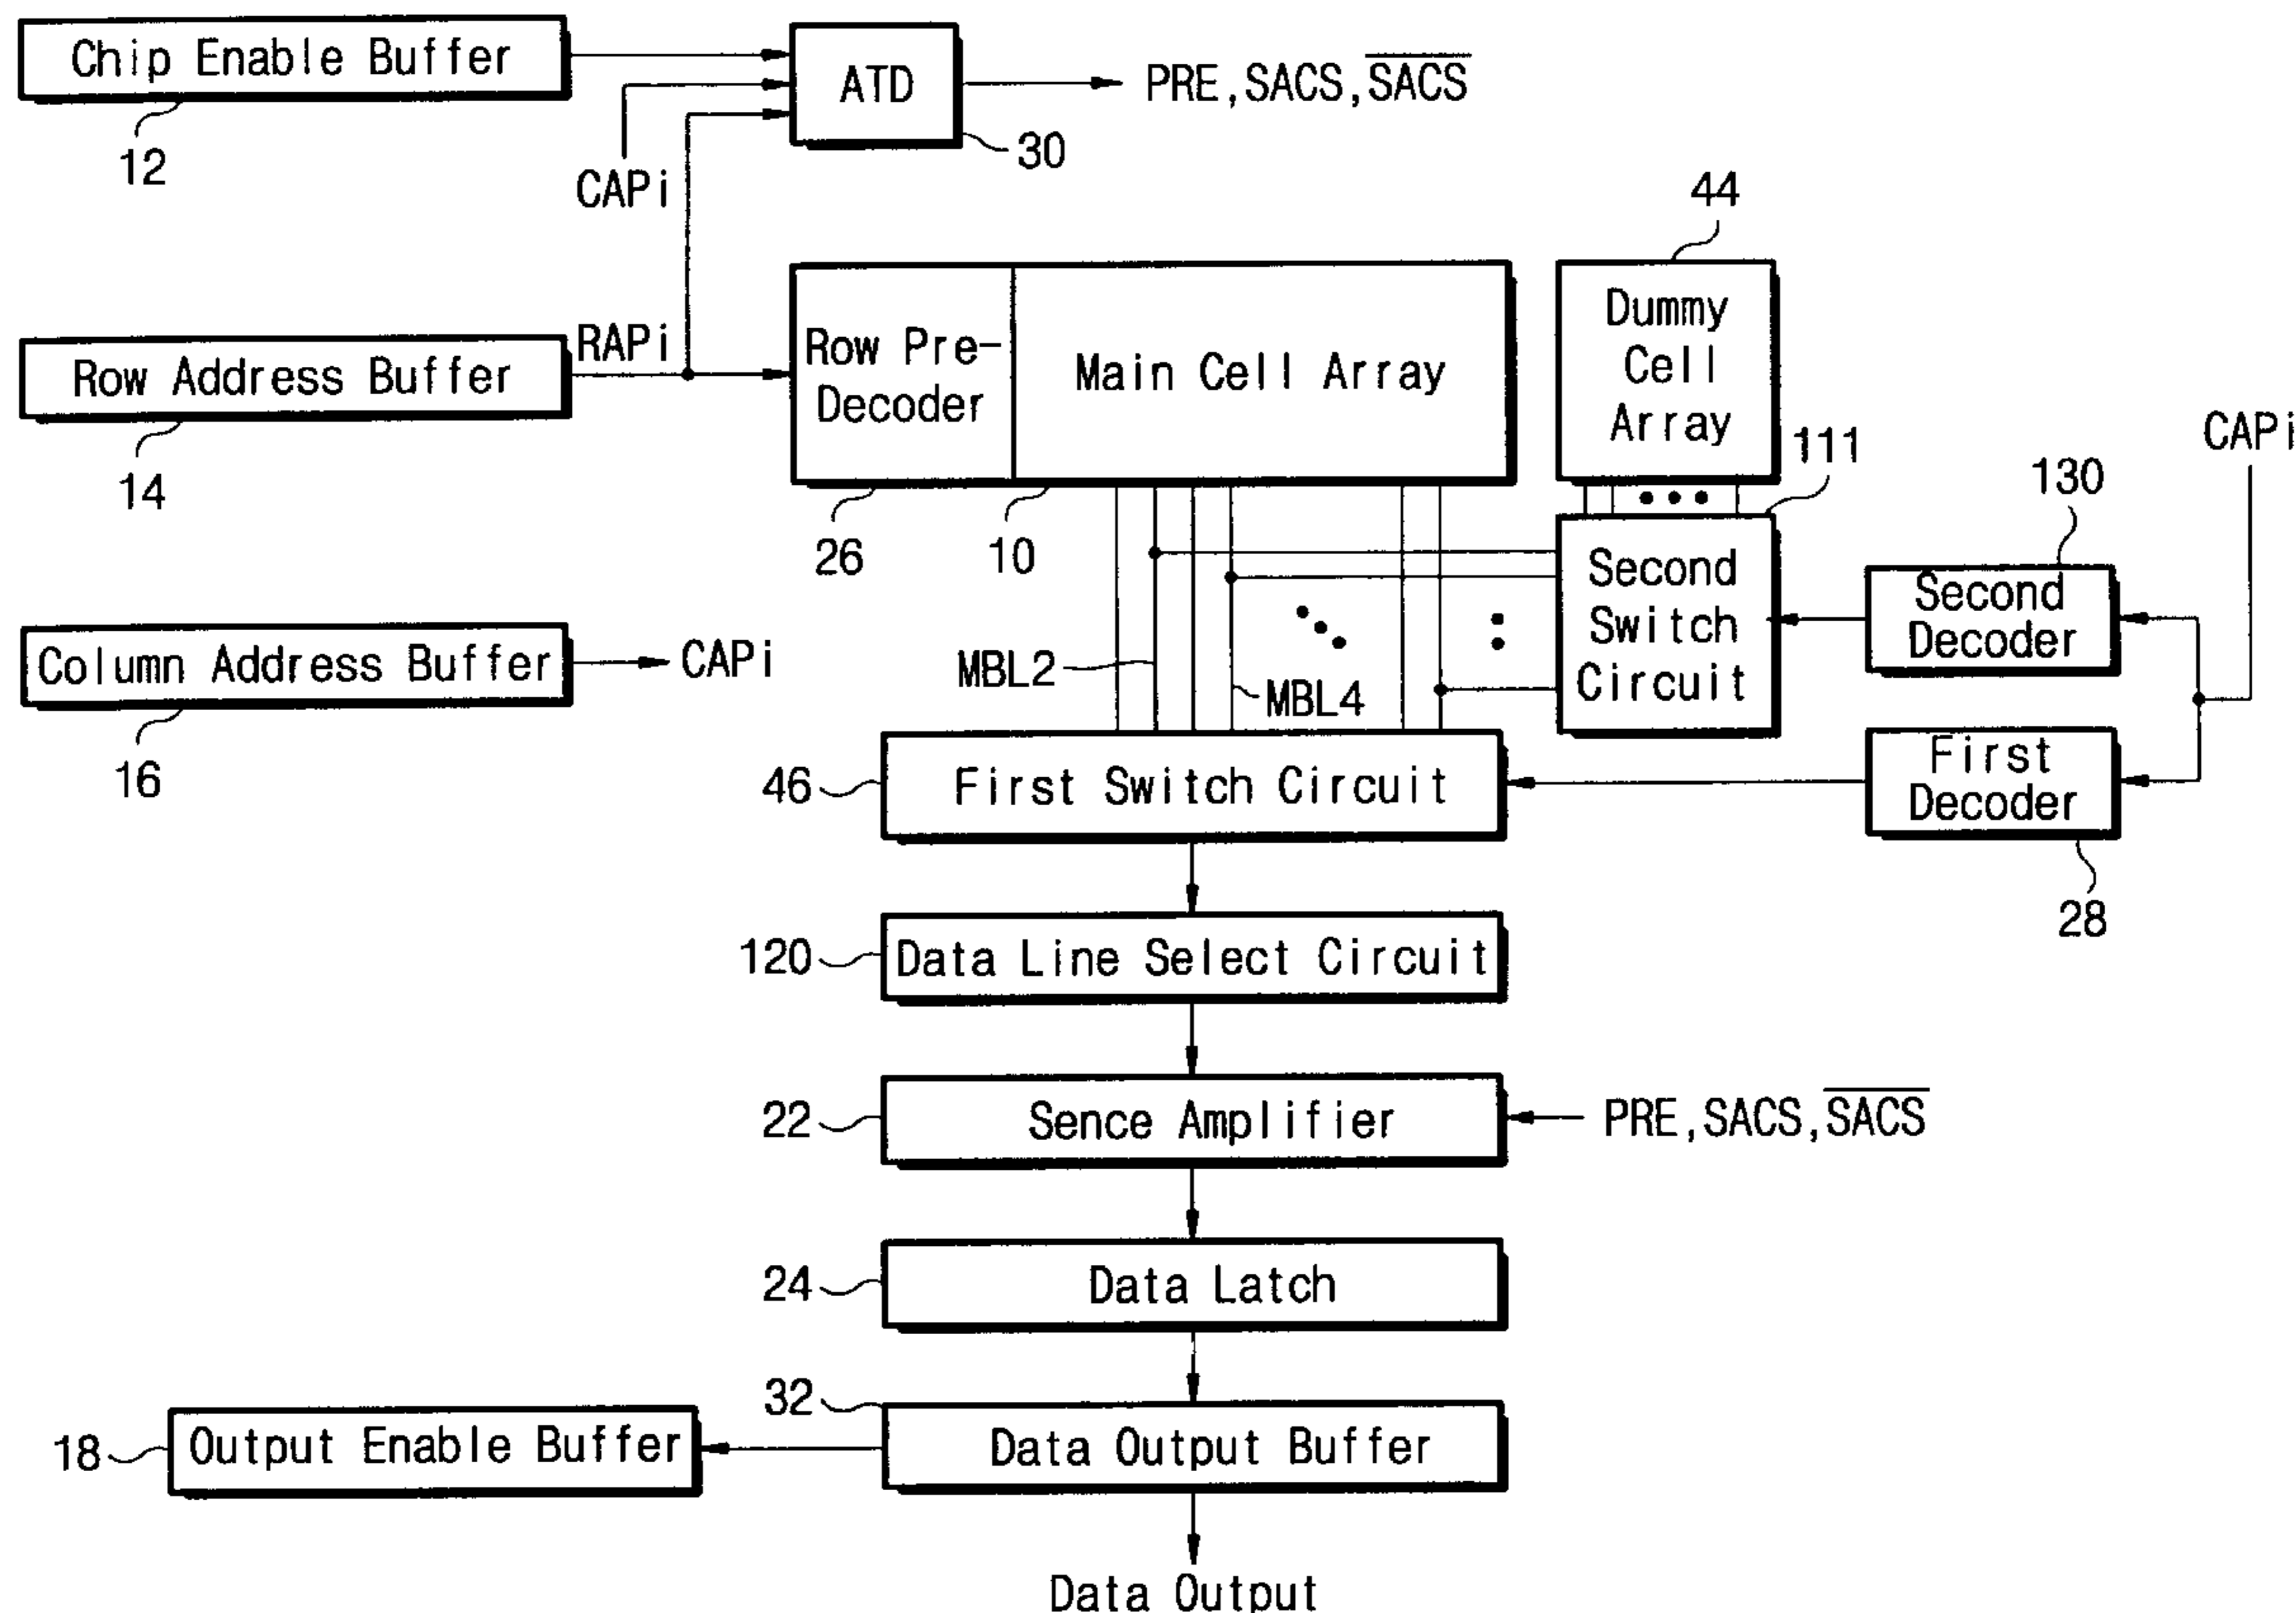 Chip Enable Buffer
12
ATD
30
PRE,SACS,S̅A̅C̅S̅
CAPi
44
Dummy
Cell
Array
RAPi
Row Address Buffer
14
Row Pre-
Decoder
26
Main Cell Array
10
111
CAPi
130
Second
Switch
Circuit
Second
Decoder
Column Address Buffer
16
CAPi
MBL2
MBL4
46
First Switch Circuit
First
Decoder
28
120
Data Line Select Circuit
22
Sence Amplifier
PRE,SACS,S̅A̅C̅S̅
24
Data Latch
32
18
Output Enable Buffer
Data Output Buffer
Data Output